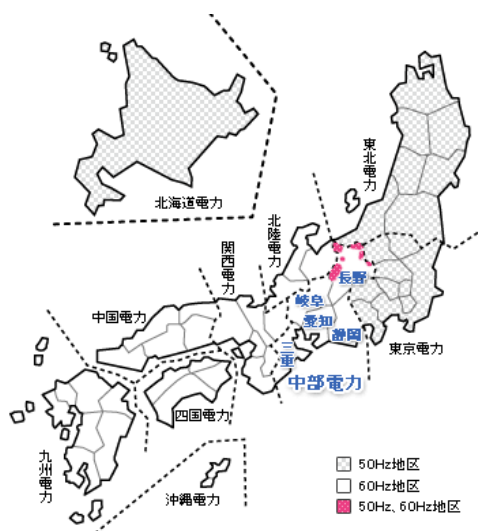 北海道電力
東北電力
北陸電力
関西電力
中国電力
長野
岐阜
愛知
静岡
三重
東京電力
中部電力
四国電力
九州電力
沖縄電力
50Hz地区
60Hz地区
50Hz、60Hz地区